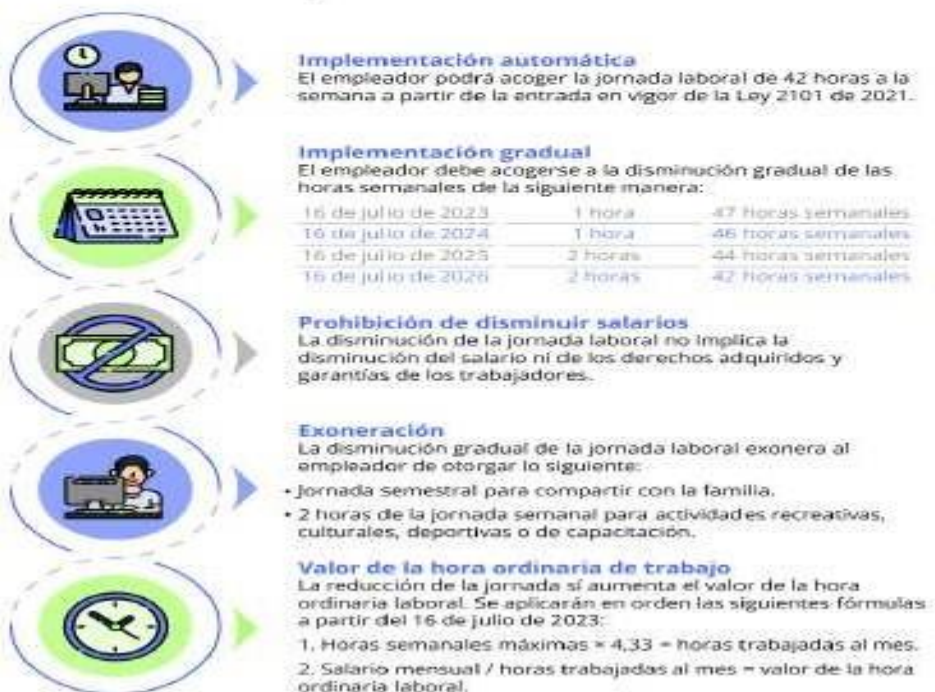 Implementación automática
El empleador podrá acoger la jornada laboral de 42 horas a la
semana a partir de la entrada en vigor de la Ley 2101 de 2021.
Implementación gradual
El empleador debe acogerse a la disminución gradual de las
horas semanales de la siguiente manera:
16 de julio de 2023 1 hora 47 horas semanales
16 de julio de 2024 1 hora 46 horas semanales
16 de julio de 2025 2 horas 44 horas semanales
16 de julio de 2026 2 horas 42 horas semanales
Prohibición de disminuir salarios
La disminución de la jornada laboral no implica la
disminución del salario ni de los derechos adquiridos y
garantías de los trabajadores.
Exoneración
La disminución gradual de la jornada laboral exonera al
empleador de otorgar lo siguiente:
• Jornada semestral para compartir con la familia.
• 2 horas de la jornada semanal para actividades recreativas,
culturales, deportivas o de capacitación.
Valor de la hora ordinaria de trabajo
La reducción de la jornada sí aumenta el valor de la hora
ordinaria laboral. Se aplicarán en orden las siguientes fórmulas
a partir del 16 de julio de 2023:
1. Horas semanales máximas × 4,33 = horas trabajadas al mes.
2. Salario mensual / horas trabajadas al mes = valor de la hora
ordinaria laboral.